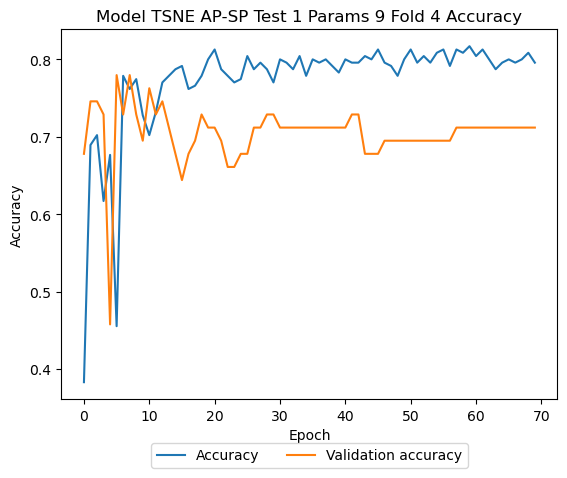 Model TSNE AP-SP Test 1 Params 9 Fold 4 Accuracy
0.8
0.7
0.6
0.5
0.4
Accuracy
0 10 20 30 40 50 60 70
Epoch
Accuracy Validation accuracy